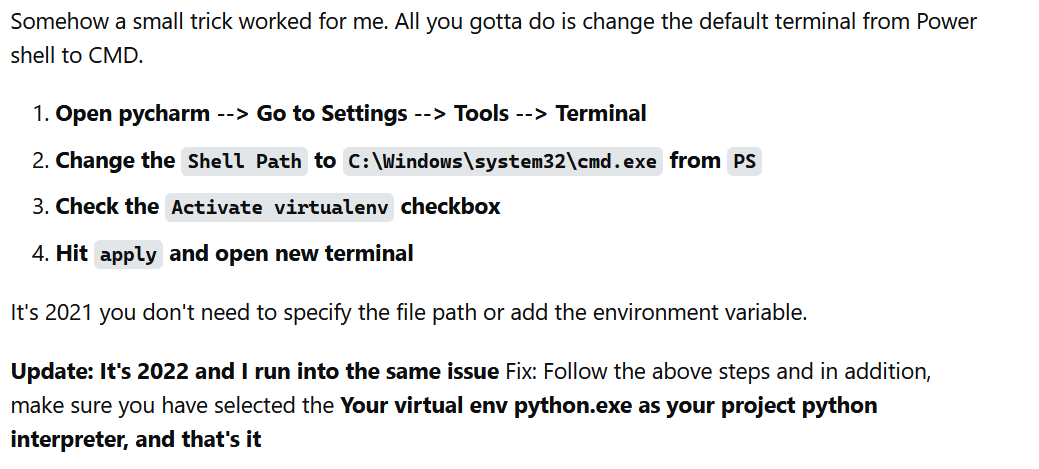 Somehow a small trick worked for me. All you gotta do is change the default terminal from Power
shell to CMD.
1. Open pycharm --> Go to Settings --> Tools --> Terminal
2. Change the Shell Path to C:\Windows\system32\cmd.exe from PS
3. Check the Activate virtualenv checkbox
4. Hit apply and open new terminal
It's 2021 you don't need to specify the file path or add the environment variable.
Update: It's 2022 and I run into the same issue Fix: Follow the above steps and in addition,
make sure you have selected the Your virtual env python.exe as your project python
interpreter, and that's it